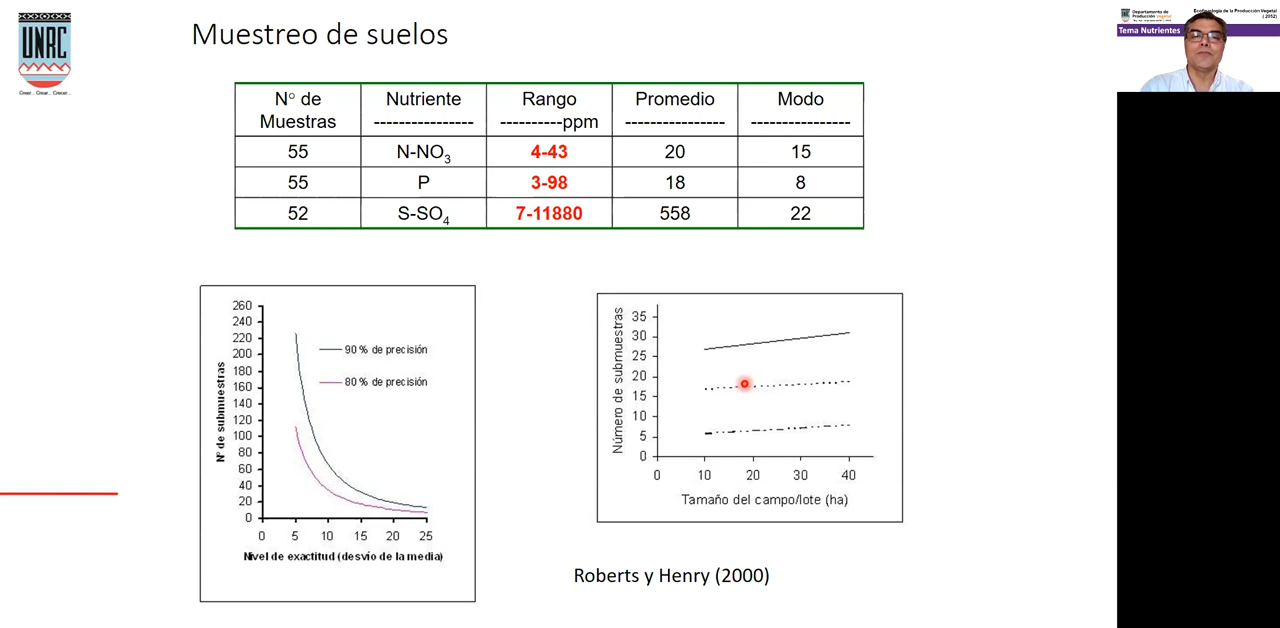 UNRC
Crear... Crear... Crecer...
Muestreo de suelos
Departamento de
Producción Vegetal
Ecofisiología de la Producción Vegetal
( 2052)
Tema Nutrientes
N° de Muestras Nutriente ---------------- Rango ----------ppm Promedio ---------------- Modo ----------------
55 N-NO3 4-43 20 15
55 P 3-98 18 8
52 S-SO4 7-11880 558 22
N° de submuestras
260
240
220
200
180
160
140
120
100
80
60
40
20
0
90 % de precisión
80 % de precisión
0 5 10 15 20 25
Nivel de exactitud (desvío de la media)
Número de submuestras
35
30
25
20
15
10
5
0
0 10 20 30 40
Tamaño del campo/lote (ha)
Roberts y Henry (2000)